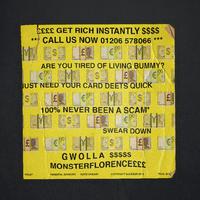 ££££ GET RICH INSTANTLY $$$$
*** CALL US NOW 01206 578066 ***
ARE YOU TIRED OF LIVING BUMMY?
JUST NEED YOUR CARD DEETS QUICK
100% NEVER BEEN A SCAM*
SWEAR DOWN
GWOLLA $$$$$
MONSTERFLORENCE££££